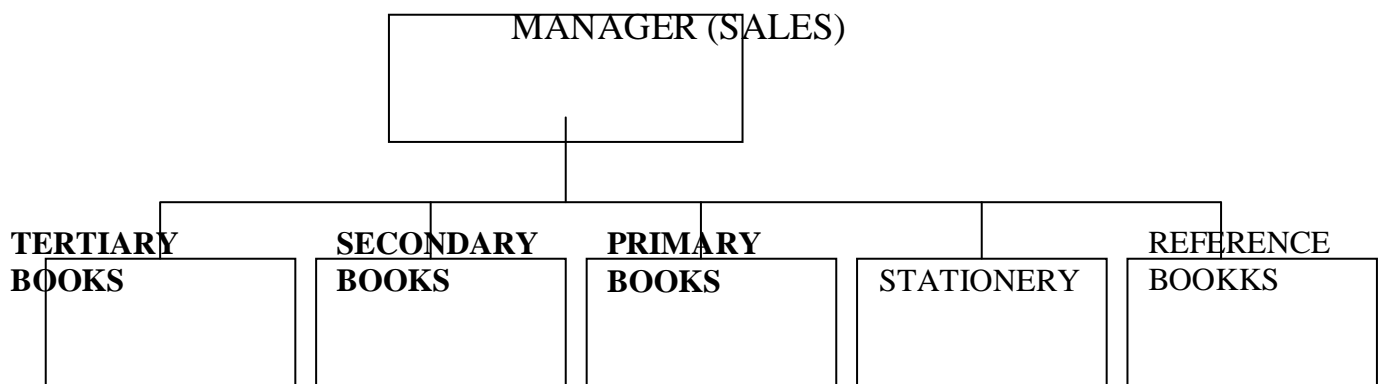 MANAGER (SALES)
TERTIARY
BOOKS
SECONDARY
BOOKS
PRIMARY
BOOKS
STATIONERY
REFERENCE
BOOKKS